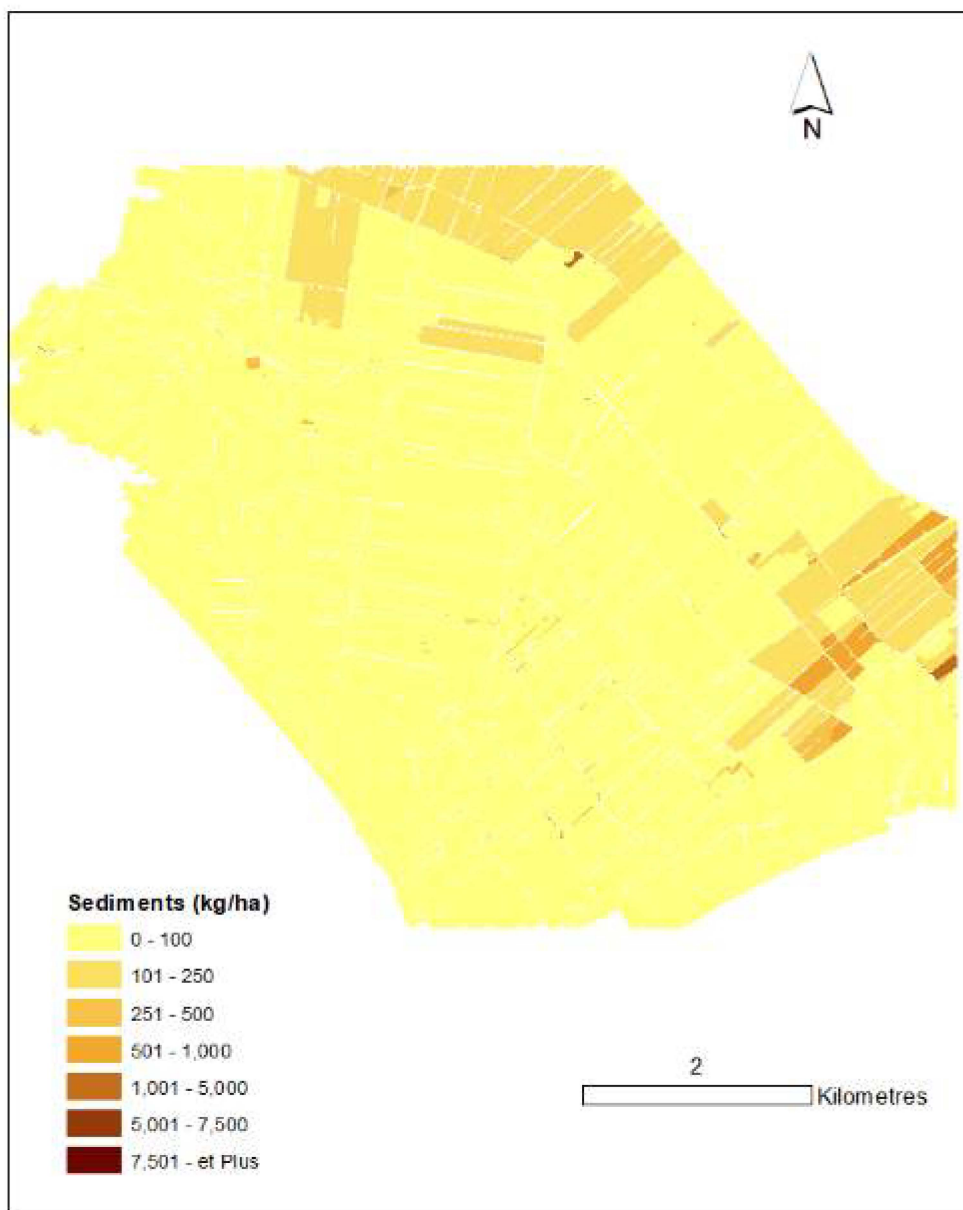 N
Sediments (kg/ha)
0 - 100
101 - 250
251 - 500
501 - 1,000
1,001 - 5,000
5,001 - 7,500
7,501 - et Plus
2
Kilometres